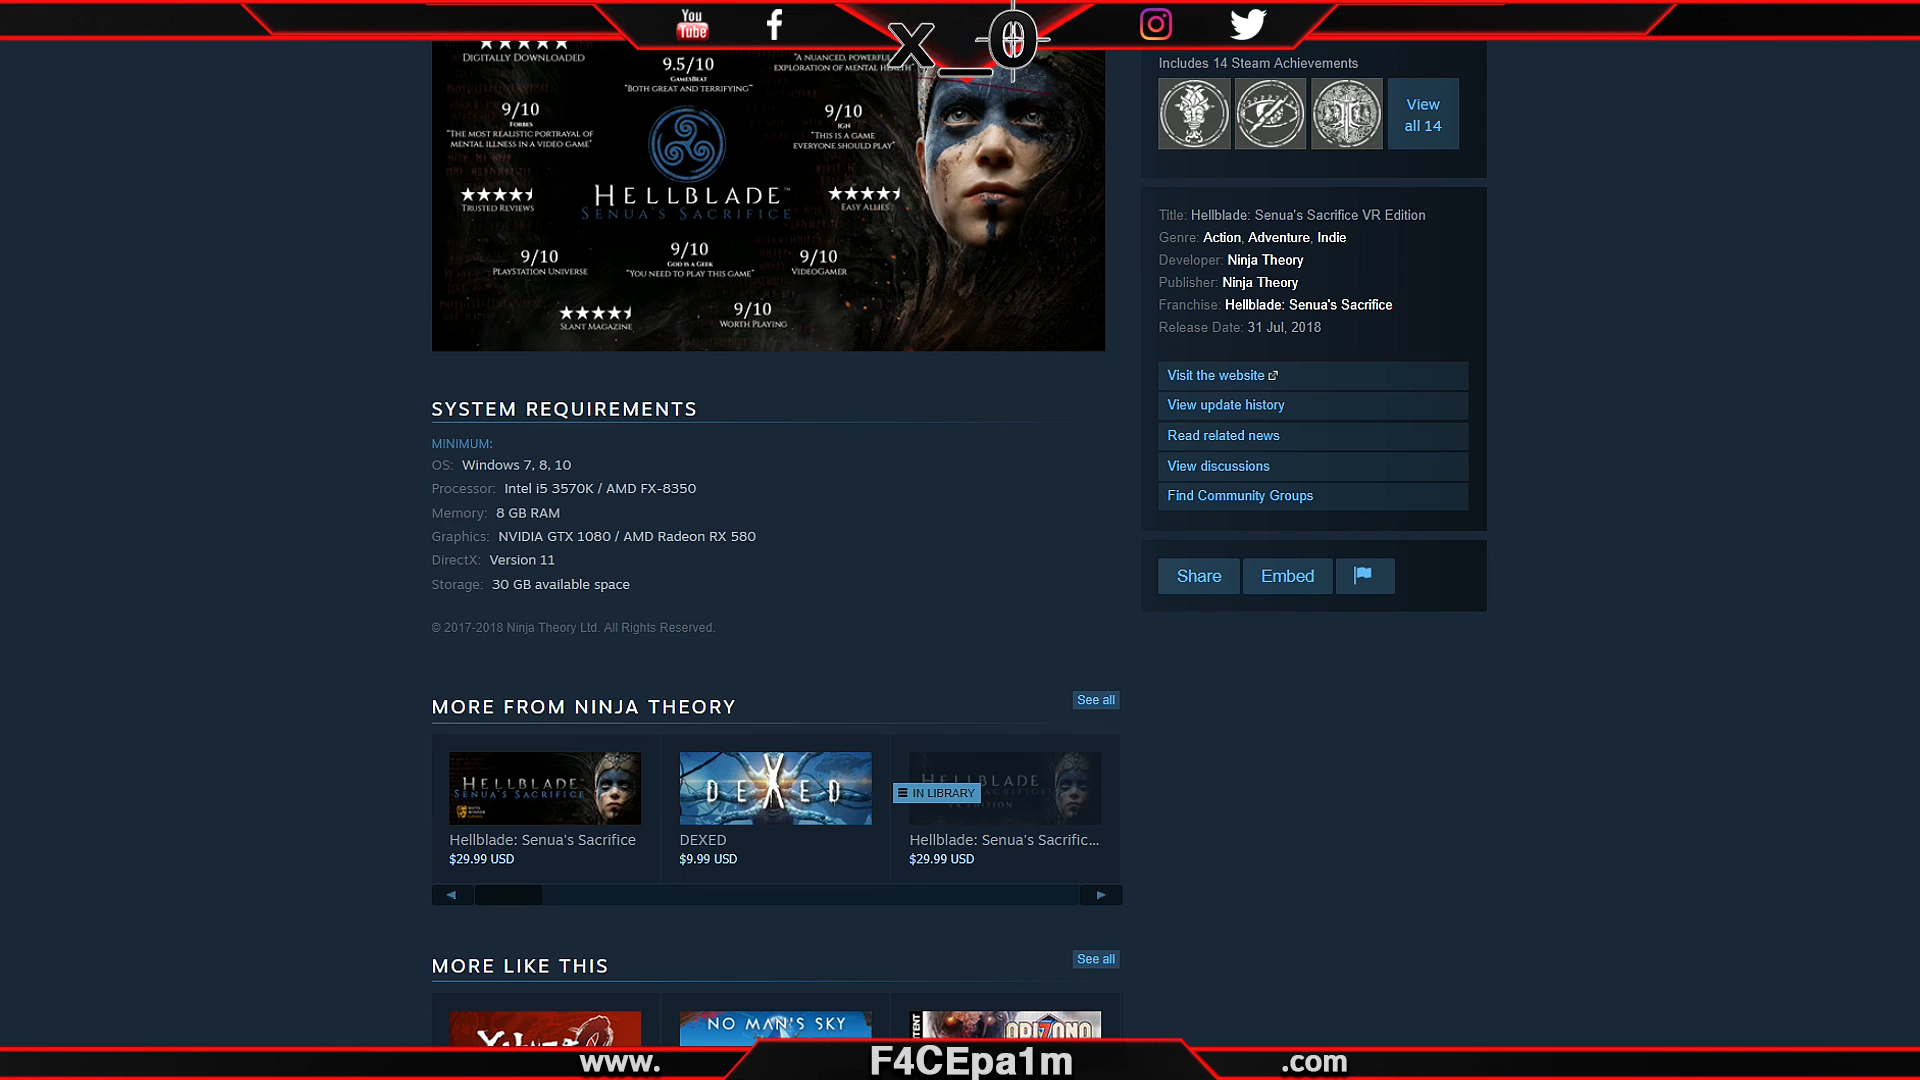 You
Tube
X_0
★★★★★
DIGITALLY DOWNLOADED
9.5/10
GAMESBEAT
"BOTH GREAT AND TERRIFYING"
"A NUANCED, POWERFUL
EXPLORATION OF MENTAL HEALTH"
9/10
FORBES
"THE MOST REALISTIC PORTRAYAL OF
MENTAL ILLNESS IN A VIDEO GAME"
9/10
IGN
"THIS IS A GAME
EVERYONE SHOULD PLAY"
TRUSTED REVIEWS
HELLBLADE™
SENUA'S SACRIFICE
EASY ALLIES
9/10
PLAYSTATION UNIVERSE
9/10
GOD IS A GEEK
"YOU NEED TO PLAY THIS GAME"
9/10
VIDEOGAMER
SLANT MAGAZINE
9/10
WORTH PLAYING
Includes 14 Steam Achievements
View
all 14
Title: Hellblade: Senua's Sacrifice VR Edition
Genre: Action, Adventure, Indie
Developer: Ninja Theory
Publisher: Ninja Theory
Franchise: Hellblade: Senua's Sacrifice
Release Date: 31 Jul, 2018
Visit the website
View update history
Read related news
View discussions
Find Community Groups
Share
Embed
SYSTEM REQUIREMENTS
MINIMUM:
OS: Windows 7, 8, 10
Processor: Intel i5 3570K / AMD FX-8350
Memory: 8 GB RAM
Graphics: NVIDIA GTX 1080 / AMD Radeon RX 580
DirectX: Version 11
Storage: 30 GB available space
© 2017-2018 Ninja Theory Ltd. All Rights Reserved.
MORE FROM NINJA THEORY
See all
HELLBLADE
SENUA'S SACRIFICE
Hellblade: Senua's Sacrifice
$29.99 USD
DEXED
DEXED
$9.99 USD
HELLBLADE
IN LIBRARY
Hellblade: Senua's Sacrific...
$29.99 USD
MORE LIKE THIS
See all
NO MAN'S SKY
ARIZONA
www.
F4CEpa1m
.com